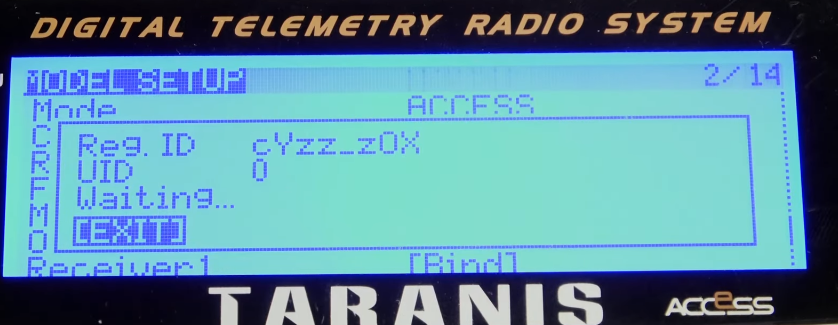 DIGITAL TELEMETRY RADIO SYSTEM
MODEL SETUP 2/14
Mode ACCESS
C
Reg. ID cYzz_zOX
R
UID 0
F
Waiting...
M
[EXIT]
O
Receiver1 [Bind]
TARANIS ACCESS